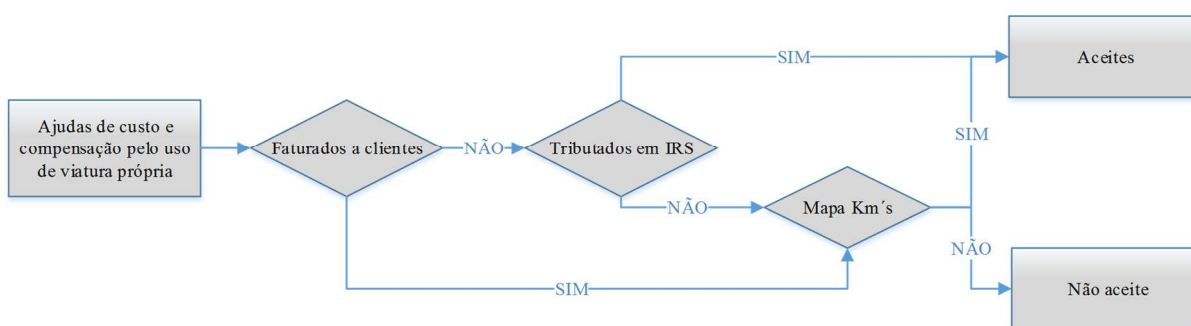 SIM
Aceites
Ajudas de custo e
compensação pelo uso
de viatura própria
Faturados a clientes
NÃO
Tributados em IRS
SIM
NÃO
Mapa Km´s
NÃO
SIM
Não aceite